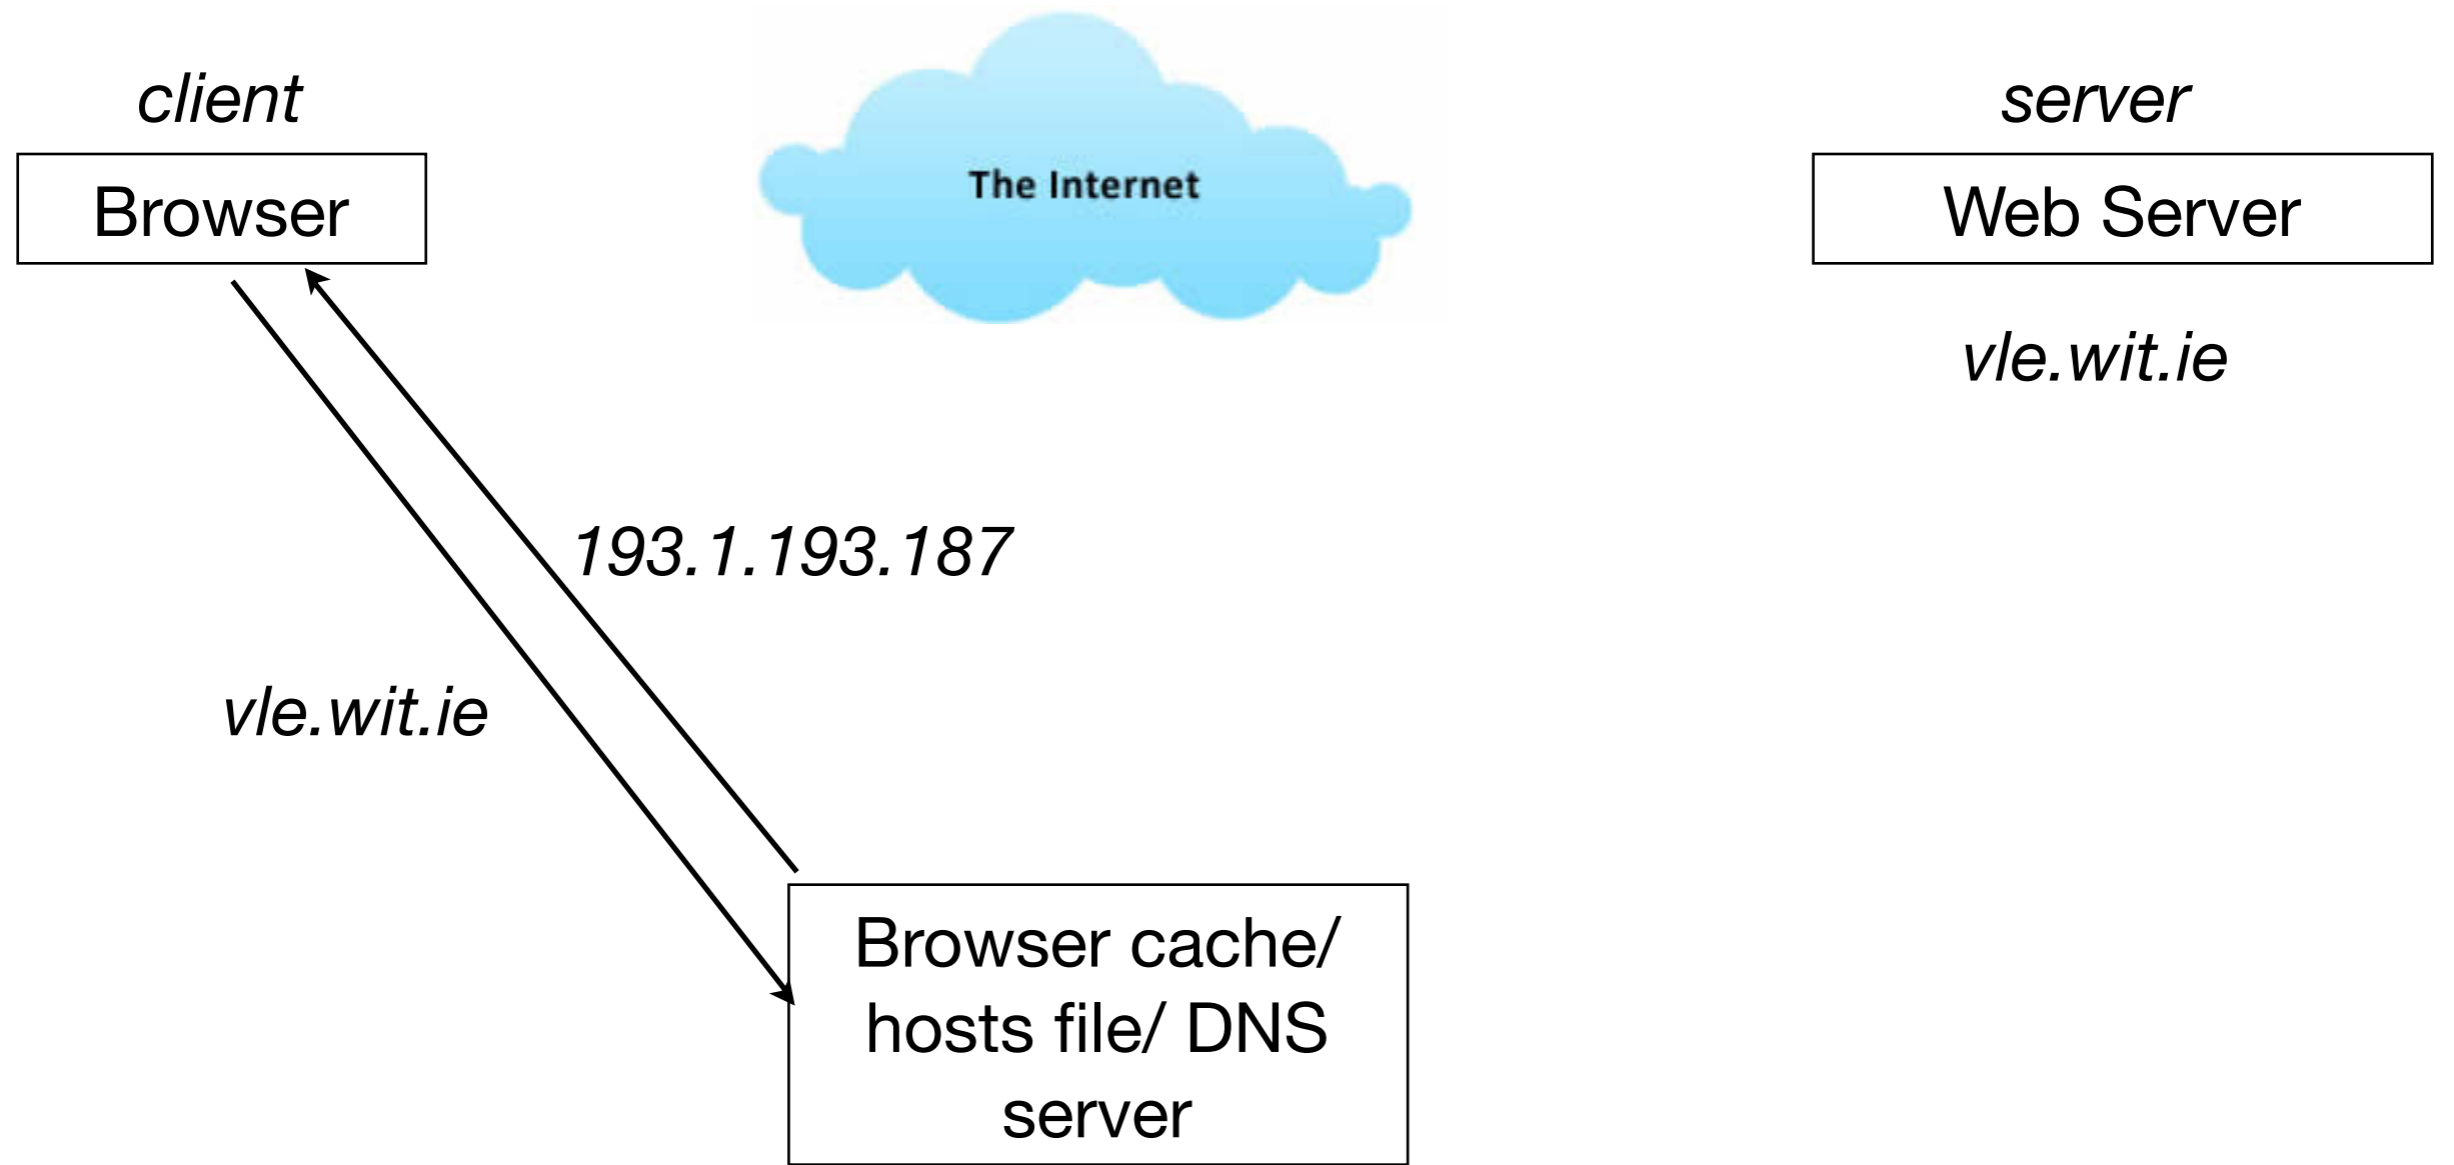 client
server
Browser
The Internet
Web Server
vle.wit.ie
193.1.193.187
vle.wit.ie
Browser cache/
hosts file/ DNS
server